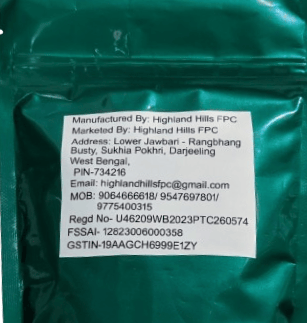 Manufactured By: Highland Hills FPC
Marketed By: Highland Hills FPC
Address: Lower Jawbari - Rangbhang
Busty, Sukhia Pokhri, Darjeeling
West Bengal,
PIN-734216
Email: highlandhillsfpc@gmail.com
MOB: 9064666618/ 9547697801/
9775400315
Regd No- U46209WB2023PTC260574
FSSAI- 12823006000358
GSTIN-19AAGCH6999E1ZY